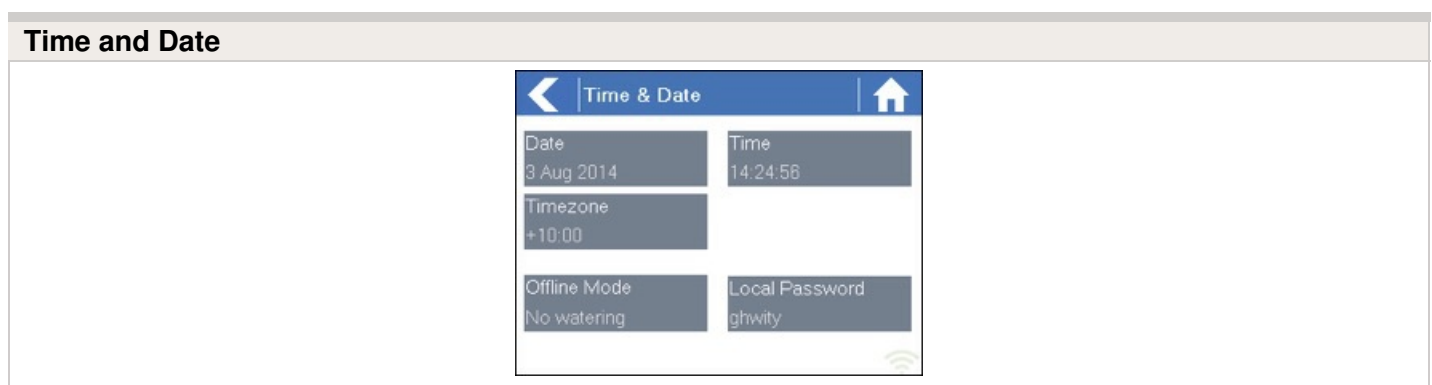 Time and Date
Time & Date
Date
3 Aug 2014
Time
14:24:56
Timezone
+10:00
Offline Mode
No watering
Local Password
ghwity